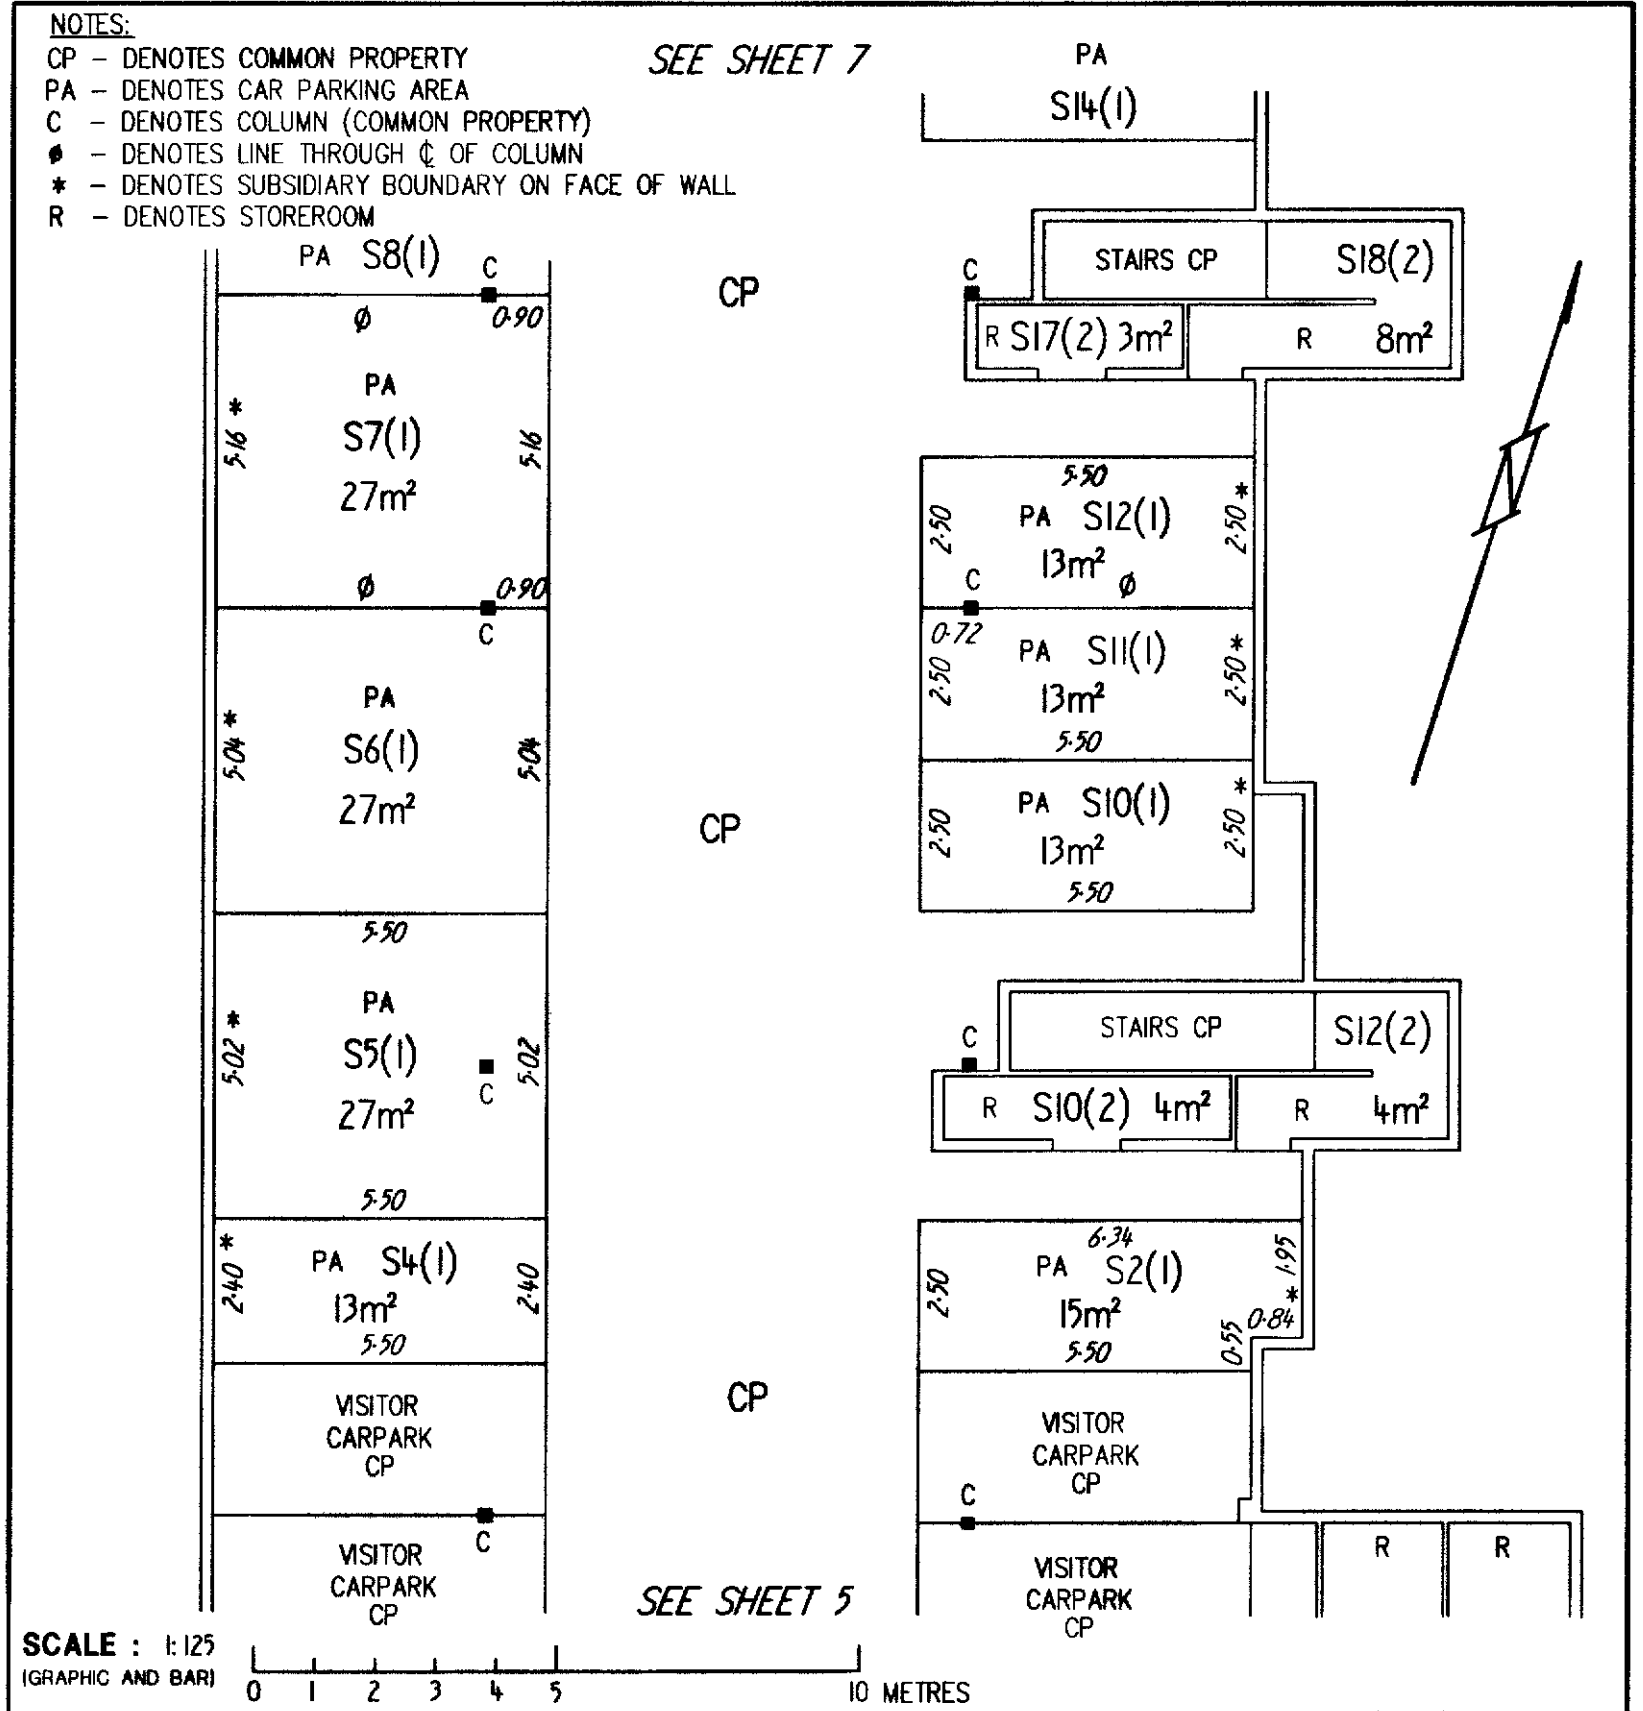 NOTES:
CP – DENOTES COMMON PROPERTY
PA – DENOTES CAR PARKING AREA
C – DENOTES COLUMN (COMMON PROPERTY)
ø – DENOTES LINE THROUGH ℄ OF COLUMN
* – DENOTES SUBSIDIARY BOUNDARY ON FACE OF WALL
R – DENOTES STOREROOM
SEE SHEET 7
PA
S14(1)
PA S8(1)
C
ø
0·90
PA
S7(1)
27m²
5·16 *
5·16
ø
0·90
C
PA
S6(1)
27m²
5·04 *
5·04
5·50
PA
S5(1)
27m²
5·02 *
5·02
C
5·50
PA S4(1)
13m²
2·40 *
2·40
5·50
VISITOR
CARPARK
CP
C
VISITOR
CARPARK
CP
CP
CP
CP
C
STAIRS CP
S18(2)
R S17(2) 3m²
R 8m²
5·50
PA S12(1)
13m²
2·50
2·50 *
C
ø
0·72
PA S11(1)
13m²
2·50
2·50 *
5·50
PA S10(1)
13m²
2·50
2·50 *
5·50
C
STAIRS CP
S12(2)
R S10(2) 4m²
R 4m²
6·34
PA S2(1)
15m²
2·50
1·95
*
0·84
0·55
5·50
VISITOR
CARPARK
CP
C
VISITOR
CARPARK
CP
R
R
SEE SHEET 5
SCALE : 1:125
(GRAPHIC AND BAR)
0 1 2 3 4 5 10 METRES